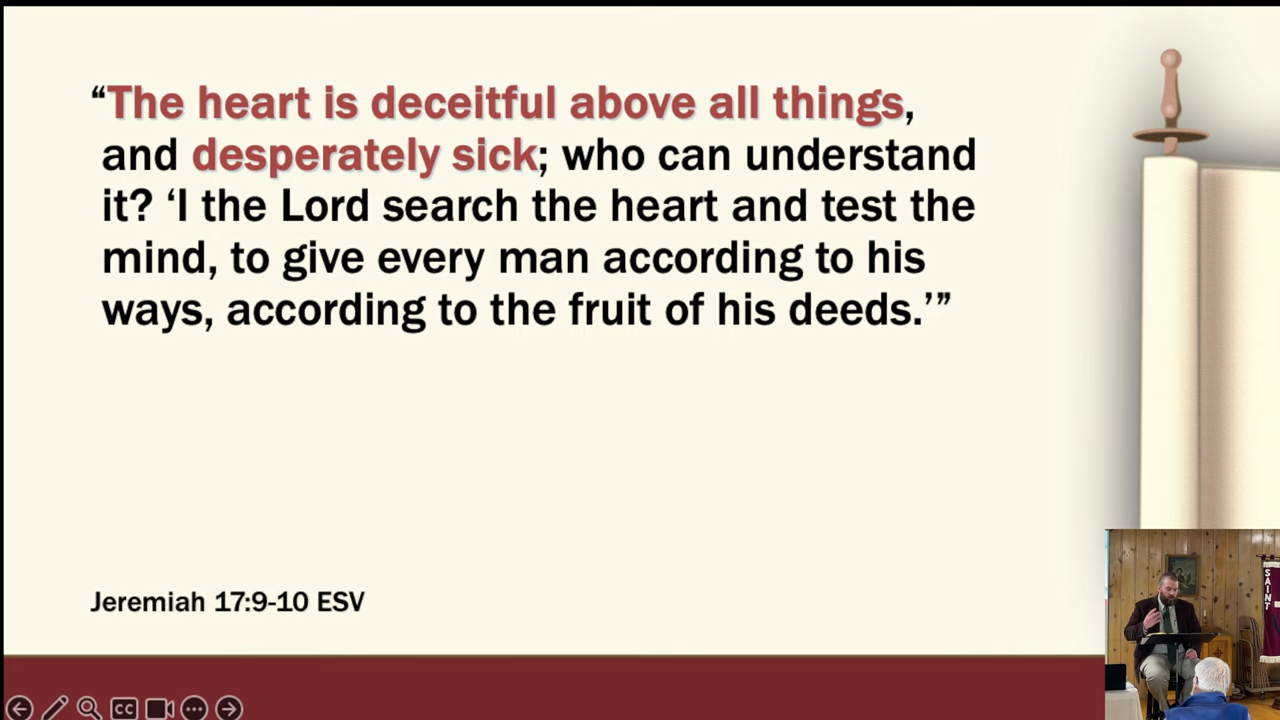 “The heart is deceitful above all things,
and desperately sick; who can understand
it? ‘I the Lord search the heart and test the
mind, to give every man according to his
ways, according to the fruit of his deeds.’”
Jeremiah 17:9-10 ESV
CC
SAINT